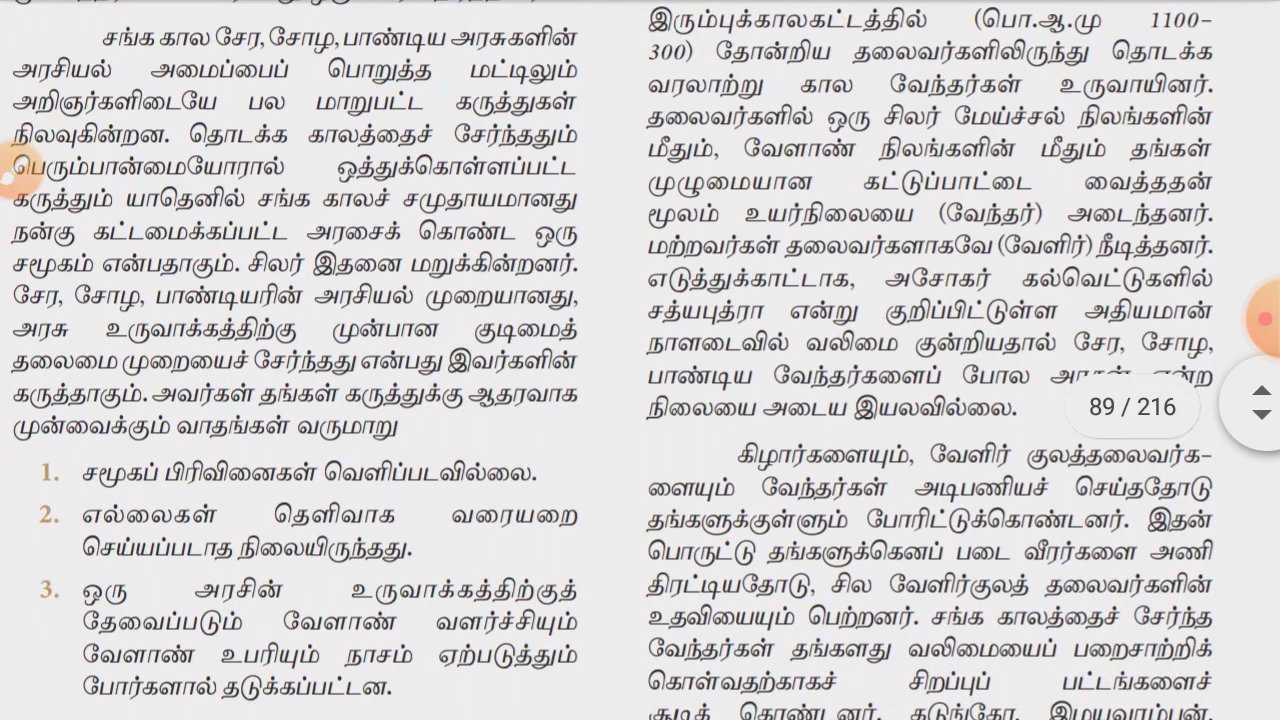 சங்க கால சேர, சோழ, பாண்டிய அரசுகளின்
அரசியல் அமைப்பைப் பொறுத்த மட்டிலும்
அறிஞர்களிடையே பல மாறுபட்ட கருத்துகள்
நிலவுகின்றன. தொடக்க காலத்தைச் சேர்ந்ததும்
பெரும்பான்மையோரால் ஒத்துக்கொள்ளப்பட்ட
கருத்தும் யாதெனில் சங்க காலச் சமுதாயமானது
நன்கு கட்டமைக்கப்பட்ட அரசைக் கொண்ட ஒரு
சமூகம் என்பதாகும். சிலர் இதனை மறுக்கின்றனர்.
சேர, சோழ, பாண்டியரின் அரசியல் முறையானது,
அரசு உருவாக்கத்திற்கு முன்பான குடிமைத்
தலைமை முறையைச் சேர்ந்தது என்பது இவர்களின்
கருத்தாகும். அவர்கள் தங்கள் கருத்துக்கு ஆதரவாக
முன்வைக்கும் வாதங்கள் வருமாறு
1. சமூகப் பிரிவினைகள் வெளிப்படவில்லை.
2. எல்லைகள் தெளிவாக வரையறை
செய்யப்படாத நிலையிருந்தது.
3. ஒரு அரசின் உருவாக்கத்திற்குத்
தேவைப்படும் வேளாண் வளர்ச்சியும்
வேளாண் உபரியும் நாசம் ஏற்படுத்தும்
போர்களால் தடுக்கப்பட்டன.
இரும்புக்காலகட்டத்தில் (பொ.ஆ.மு 1100-
300) தோன்றிய தலைவர்களிலிருந்து தொடக்க
வரலாற்று கால வேந்தர்கள் உருவாயினர்.
தலைவர்களில் ஒரு சிலர் மேய்ச்சல் நிலங்களின்
மீதும், வேளாண் நிலங்களின் மீதும் தங்கள்
முழுமையான கட்டுப்பாட்டை வைத்ததன்
மூலம் உயர்நிலையை (வேந்தர்) அடைந்தனர்.
மற்றவர்கள் தலைவர்களாகவே (வேளிர்) நீடித்தனர்.
எடுத்துக்காட்டாக, அசோகர் கல்வெட்டுகளில்
சத்யபுத்ரா என்று குறிப்பிட்டுள்ள அதியமான்
நாளடைவில் வலிமை குன்றியதால் சேர, சோழ,
பாண்டிய வேந்தர்களைப் போல அரசன் என்ற
நிலையை அடைய இயலவில்லை.
89 / 216
கிழார்களையும், வேளிர் குலத்தலைவர்க-
ளையும் வேந்தர்கள் அடிபணியச் செய்ததோடு
தங்களுக்குள்ளும் போரிட்டுக்கொண்டனர். இதன்
பொருட்டு தங்களுக்கெனப் படை வீரர்களை அணி
திரட்டியதோடு, சில வேளிர்குலத் தலைவர்களின்
உதவியையும் பெற்றனர். சங்க காலத்தைச் சேர்ந்த
வேந்தர்கள் தங்களது வலிமையைப் பறைசாற்றிக்
கொள்வதற்காகச் சிறப்புப் பட்டங்களைச்
சூடிக் கொண்டனர். கடுங்கோ, இமயவரம்பன்,